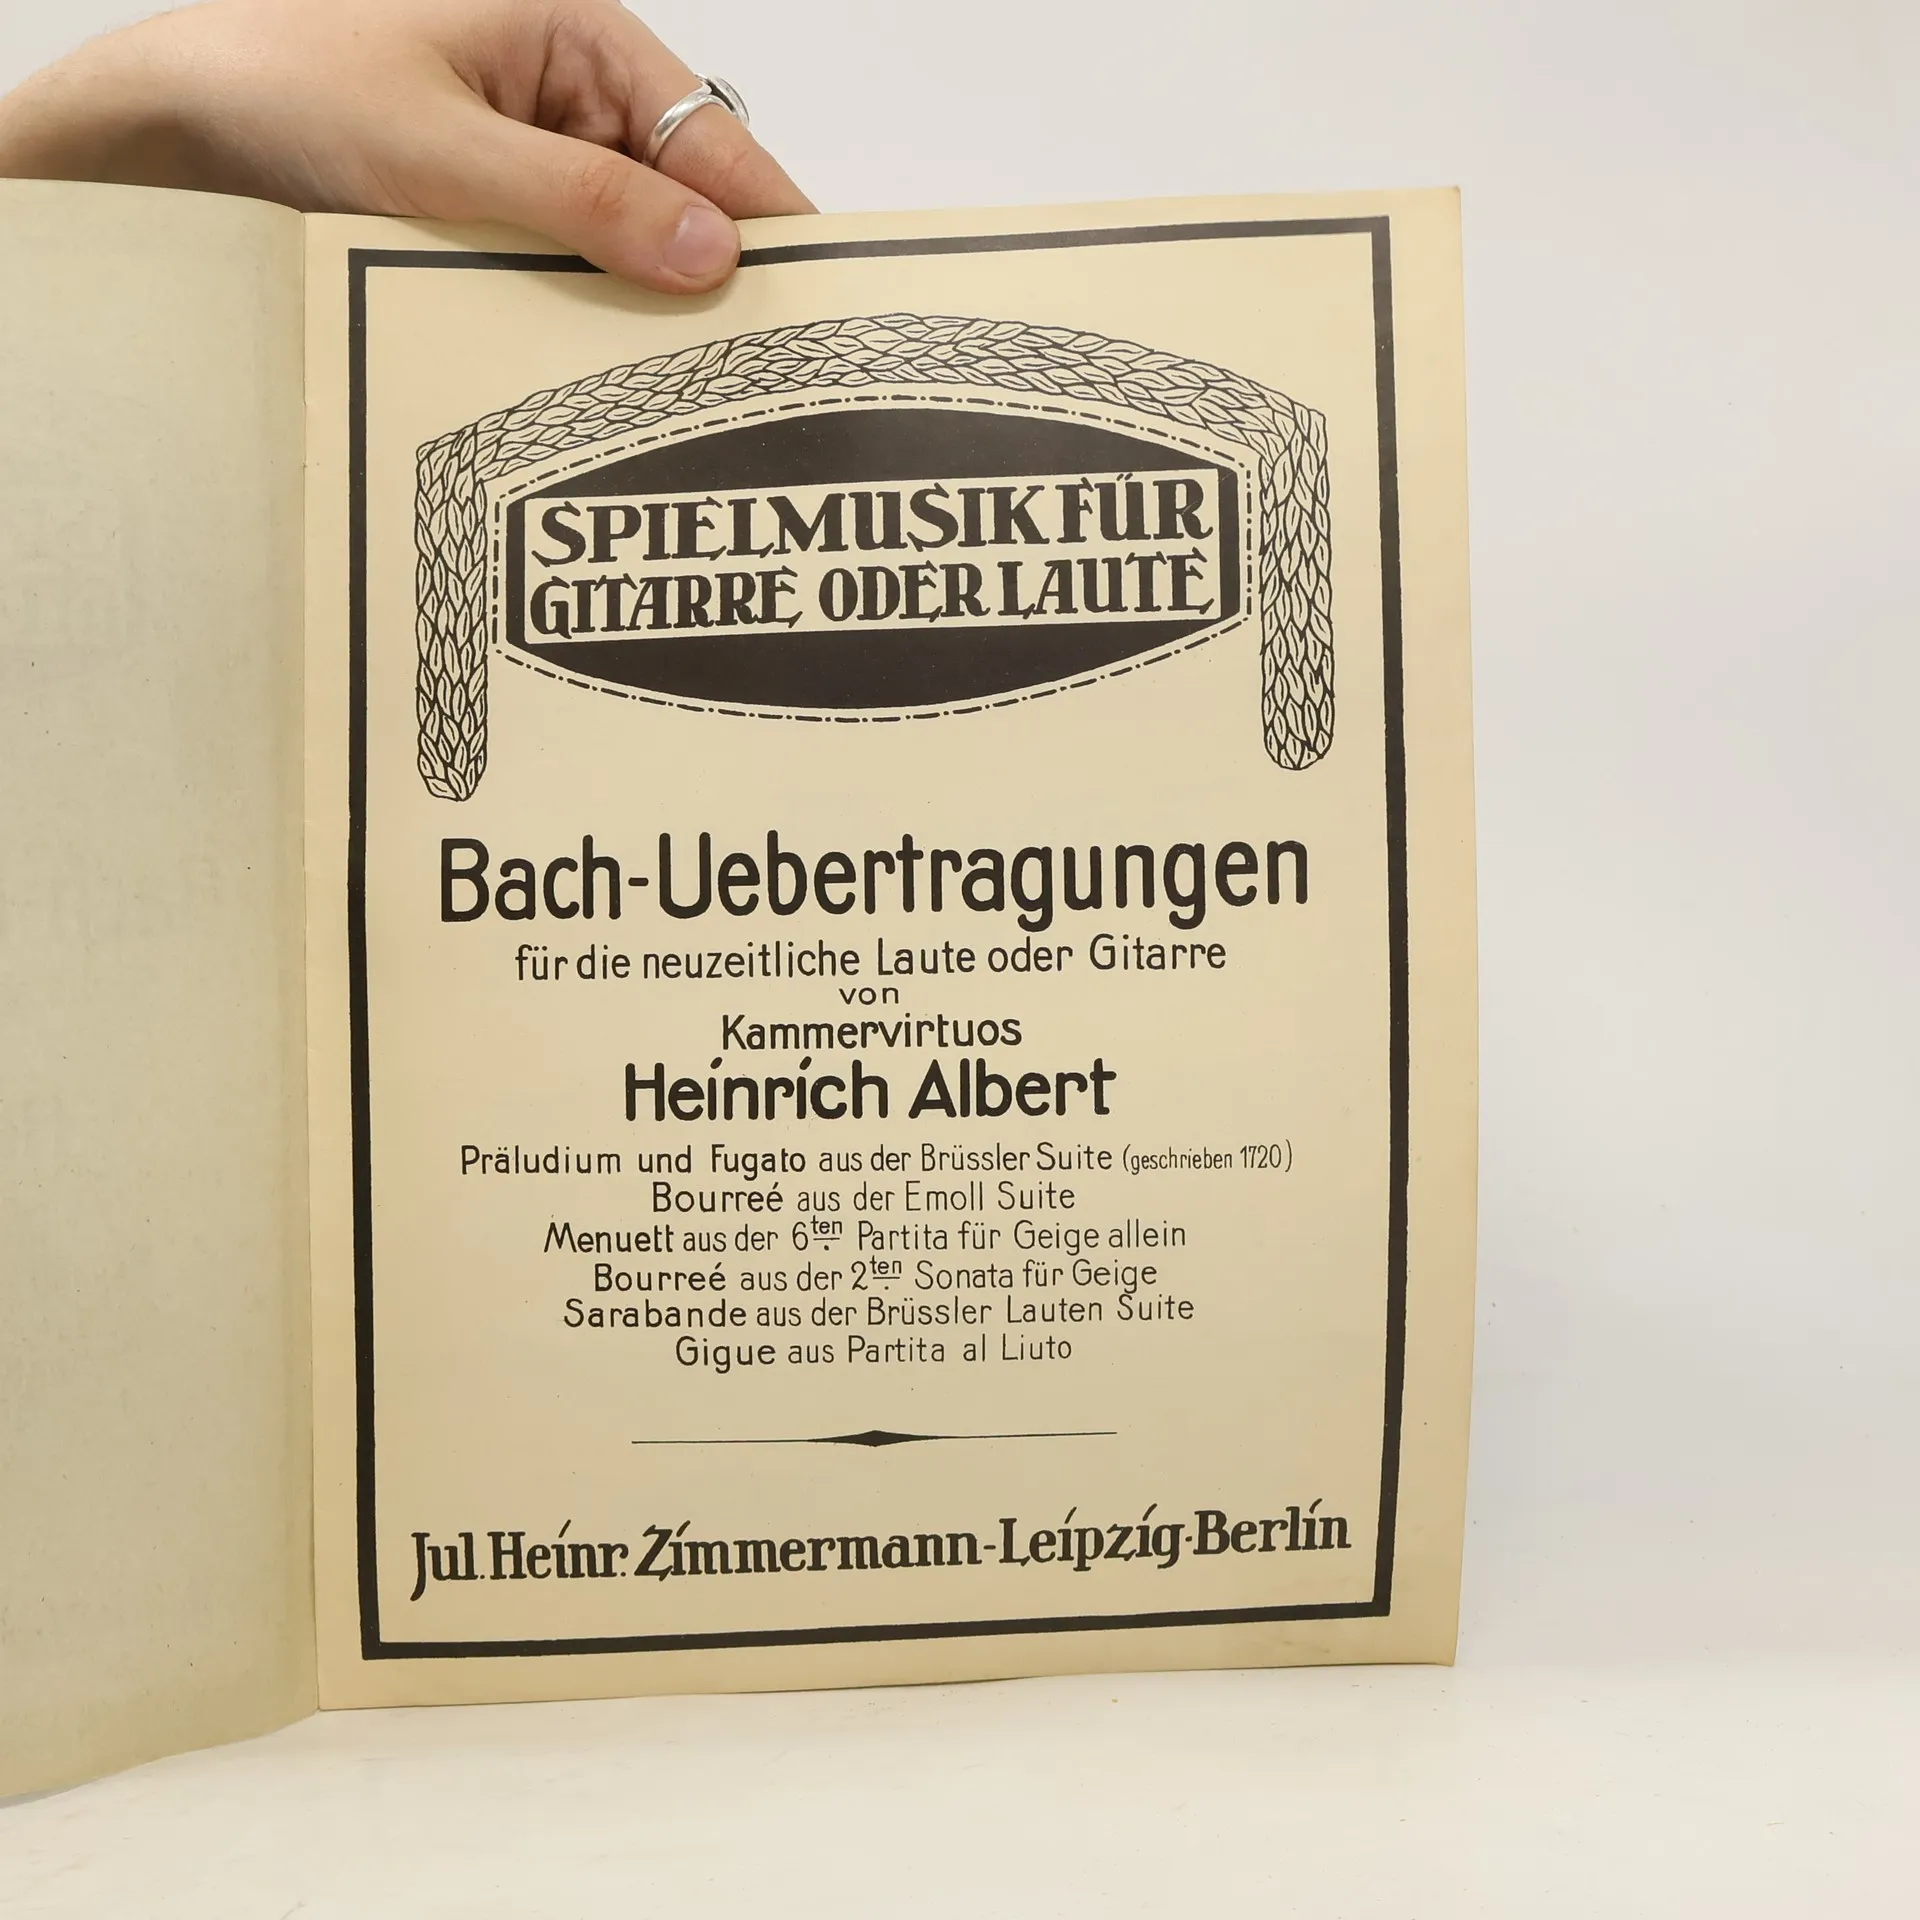 SPIELMUSIK FÜR
GITARRE ODER LAUTE
Bach-Uebertragungen
für die neuzeitliche Laute oder Gitarre
von
Kammervirtuos
Heinrich Albert
Präludium und Fugato aus der Brüssler Suite (geschrieben 1720)
Bourreé aus der Emoll Suite
Menuett aus der 6ten Partita für Geige allein
Bourreé aus der 2ten Sonata für Geige
Sarabande aus der Brüssler Lauten Suite
Gigue aus Partita al Liuto
Jul. Heinr. Zimmermann-Leipzig-Berlin